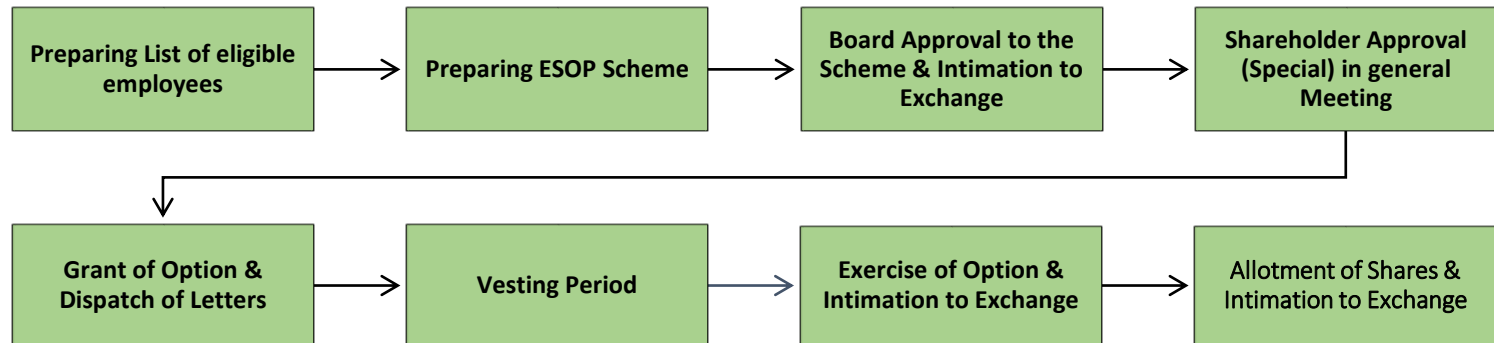 Preparing List of eligible
employees
Preparing ESOP Scheme
Board Approval to the
Scheme & Intimation to
Exchange
Shareholder Approval
(Special) in general
Meeting
Grant of Option &
Dispatch of Letters
Vesting Period
Exercise of Option &
Intimation to Exchange
Allotment of Shares &
Intimation to Exchange